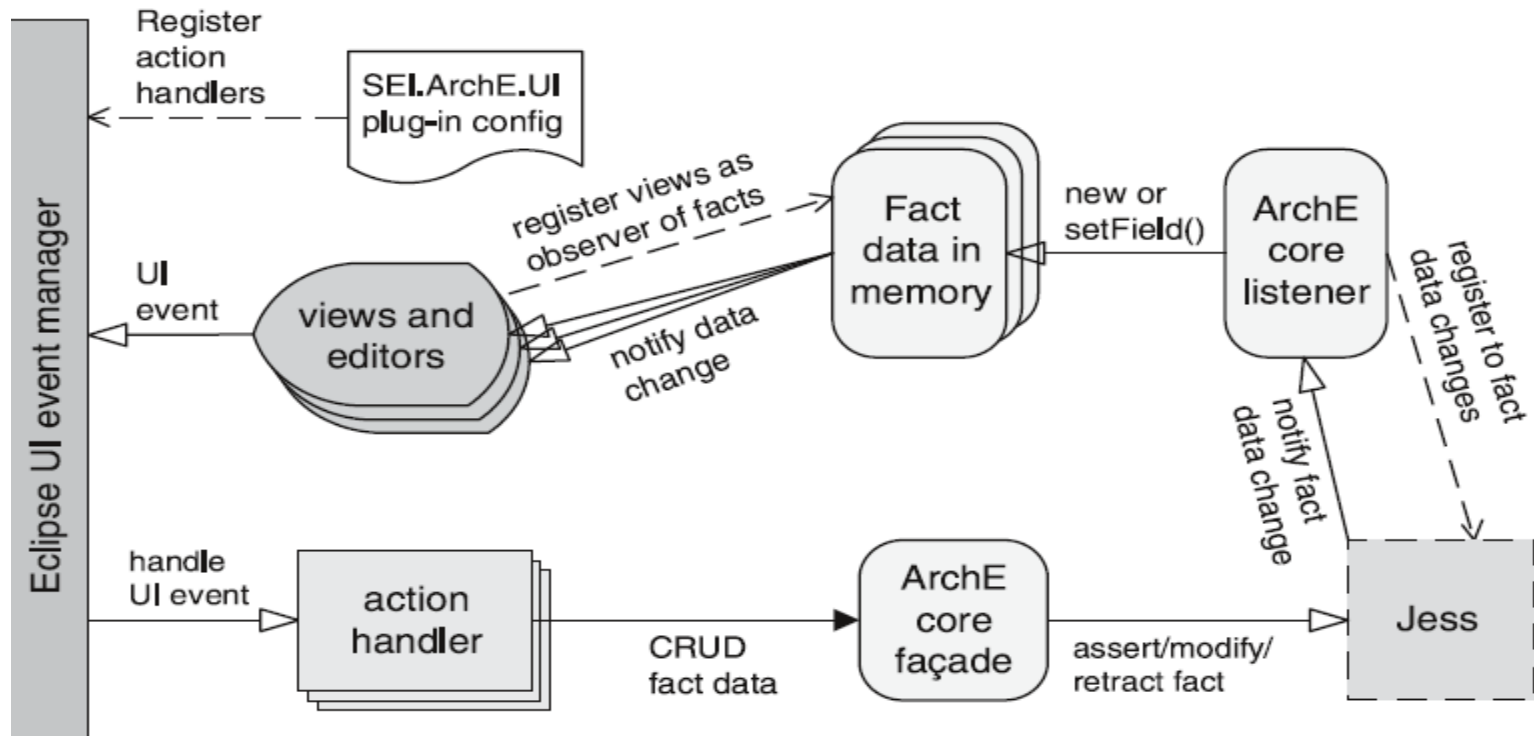 Register
action
handlers
SEI.ArchE.UI
plug-in config
register views as
observer of facts
Fact
data in
memory
new or
setField()
ArchE
core
listener
register to fact
data changes
Eclipse UI event manager
UI
event
views and
editors
notify data
change
notify fact
data change
handle
UI event
action
handler
CRUD
fact data
ArchE
core
façade
assert/modify/
retract fact
Jess